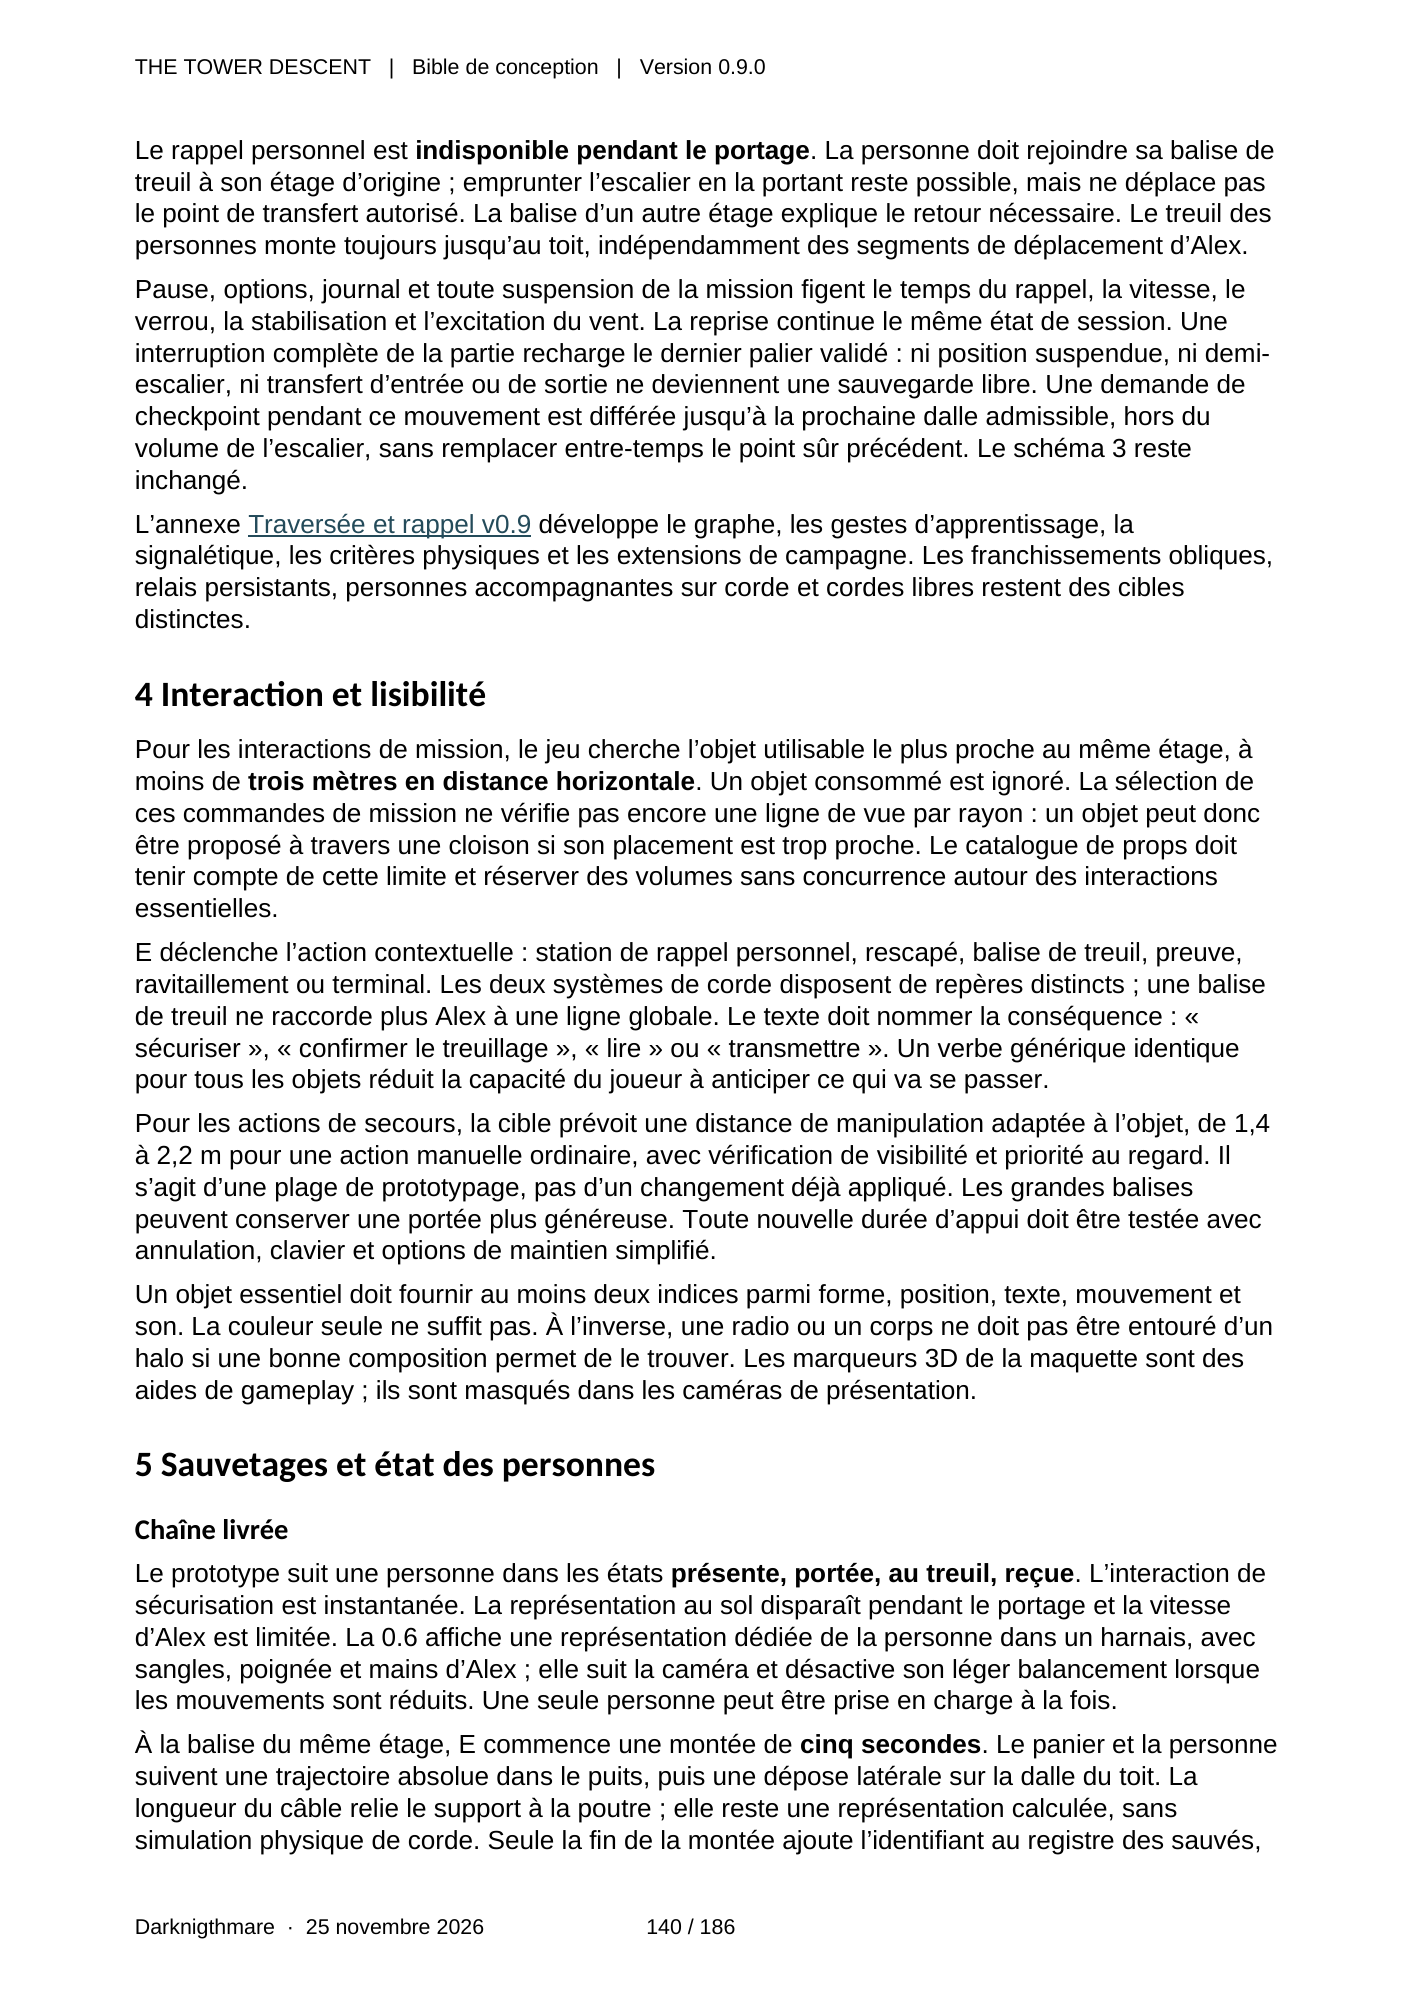 THE TOWER DESCENT | Bible de conception | Version 0.9.0
Le rappel personnel est indisponible pendant le portage. La personne doit rejoindre sa balise de
treuil à son étage d’origine ; emprunter l’escalier en la portant reste possible, mais ne déplace pas
le point de transfert autorisé. La balise d’un autre étage explique le retour nécessaire. Le treuil des
personnes monte toujours jusqu’au toit, indépendamment des segments de déplacement d’Alex.
Pause, options, journal et toute suspension de la mission figent le temps du rappel, la vitesse, le
verrou, la stabilisation et l’excitation du vent. La reprise continue le même état de session. Une
interruption complète de la partie recharge le dernier palier validé : ni position suspendue, ni demi-
escalier, ni transfert d’entrée ou de sortie ne deviennent une sauvegarde libre. Une demande de
checkpoint pendant ce mouvement est différée jusqu’à la prochaine dalle admissible, hors du
volume de l’escalier, sans remplacer entre-temps le point sûr précédent. Le schéma 3 reste
inchangé.
L’annexe Traversée et rappel v0.9 développe le graphe, les gestes d’apprentissage, la
signalétique, les critères physiques et les extensions de campagne. Les franchissements obliques,
relais persistants, personnes accompagnantes sur corde et cordes libres restent des cibles
distinctes.
4 Interaction et lisibilité
Pour les interactions de mission, le jeu cherche l’objet utilisable le plus proche au même étage, à
moins de trois mètres en distance horizontale. Un objet consommé est ignoré. La sélection de
ces commandes de mission ne vérifie pas encore une ligne de vue par rayon : un objet peut donc
être proposé à travers une cloison si son placement est trop proche. Le catalogue de props doit
tenir compte de cette limite et réserver des volumes sans concurrence autour des interactions
essentielles.
E déclenche l’action contextuelle : station de rappel personnel, rescapé, balise de treuil, preuve,
ravitaillement ou terminal. Les deux systèmes de corde disposent de repères distincts ; une balise
de treuil ne raccorde plus Alex à une ligne globale. Le texte doit nommer la conséquence : «
sécuriser », « confirmer le treuillage », « lire » ou « transmettre ». Un verbe générique identique
pour tous les objets réduit la capacité du joueur à anticiper ce qui va se passer.
Pour les actions de secours, la cible prévoit une distance de manipulation adaptée à l’objet, de 1,4
à 2,2 m pour une action manuelle ordinaire, avec vérification de visibilité et priorité au regard. Il
s’agit d’une plage de prototypage, pas d’un changement déjà appliqué. Les grandes balises
peuvent conserver une portée plus généreuse. Toute nouvelle durée d’appui doit être testée avec
annulation, clavier et options de maintien simplifié.
Un objet essentiel doit fournir au moins deux indices parmi forme, position, texte, mouvement et
son. La couleur seule ne suffit pas. À l’inverse, une radio ou un corps ne doit pas être entouré d’un
halo si une bonne composition permet de le trouver. Les marqueurs 3D de la maquette sont des
aides de gameplay ; ils sont masqués dans les caméras de présentation.
5 Sauvetages et état des personnes
Chaîne livrée
Le prototype suit une personne dans les états présente, portée, au treuil, reçue. L’interaction de
sécurisation est instantanée. La représentation au sol disparaît pendant le portage et la vitesse
d’Alex est limitée. La 0.6 affiche une représentation dédiée de la personne dans un harnais, avec
sangles, poignée et mains d’Alex ; elle suit la caméra et désactive son léger balancement lorsque
les mouvements sont réduits. Une seule personne peut être prise en charge à la fois.
À la balise du même étage, E commence une montée de cinq secondes. Le panier et la personne
suivent une trajectoire absolue dans le puits, puis une dépose latérale sur la dalle du toit. La
longueur du câble relie le support à la poutre ; elle reste une représentation calculée, sans
simulation physique de corde. Seule la fin de la montée ajoute l’identifiant au registre des sauvés,
Darknigthmare · 25 novembre 2026 140 / 186